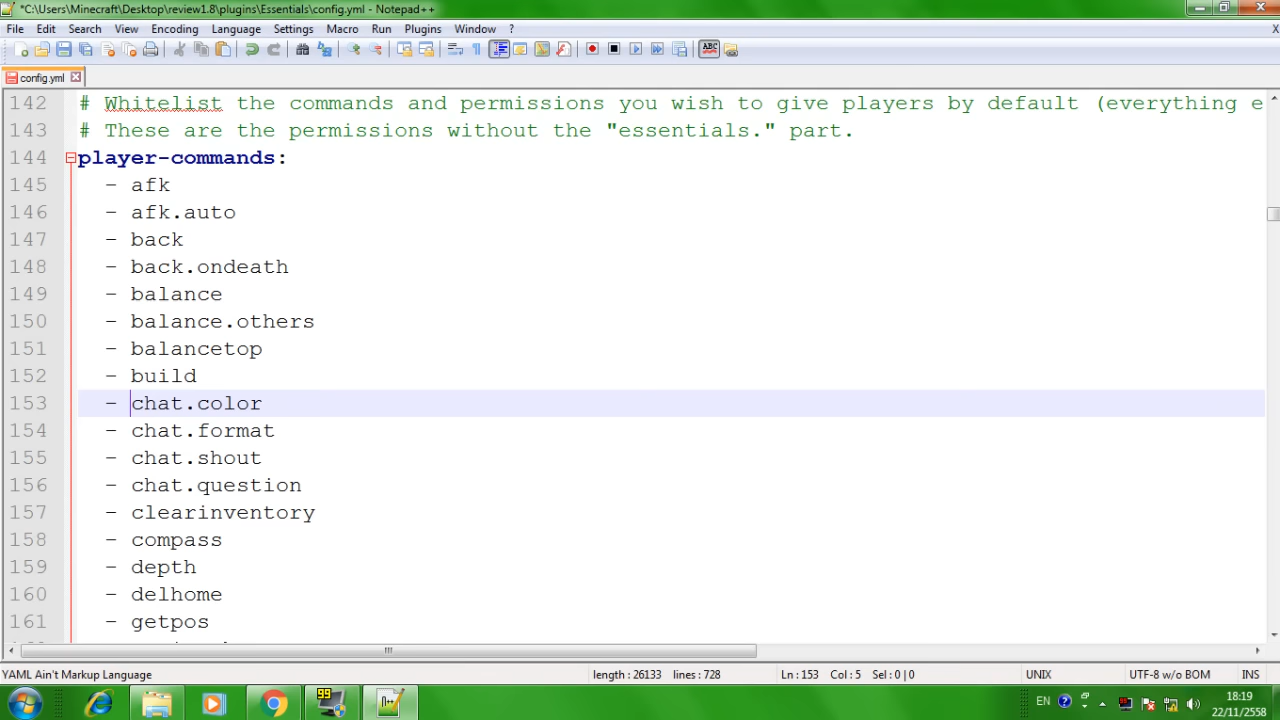 *C:\Users\Minecraft\Desktop\review1.8\plugins\Essentials\config.yml - Notepad++
File Edit Search View Encoding Language Settings Macro Run Plugins Window ? X
config.yml
142 # Whitelist the commands and permissions you wish to give players by default (everything e
143 # These are the permissions without the "essentials." part.
144 player-commands:
145 - afk
146 - afk.auto
147 - back
148 - back.ondeath
149 - balance
150 - balance.others
151 - balancetop
152 - build
153 - chat.color
154 - chat.format
155 - chat.shout
156 - chat.question
157 - clearinventory
158 - compass
159 - depth
160 - delhome
161 - getpos
YAML Ain't Markup Language length : 26133 lines : 728 Ln : 153 Col : 5 Sel : 0 | 0 UNIX UTF-8 w/o BOM INS
99 EN 18:19
22/11/2558